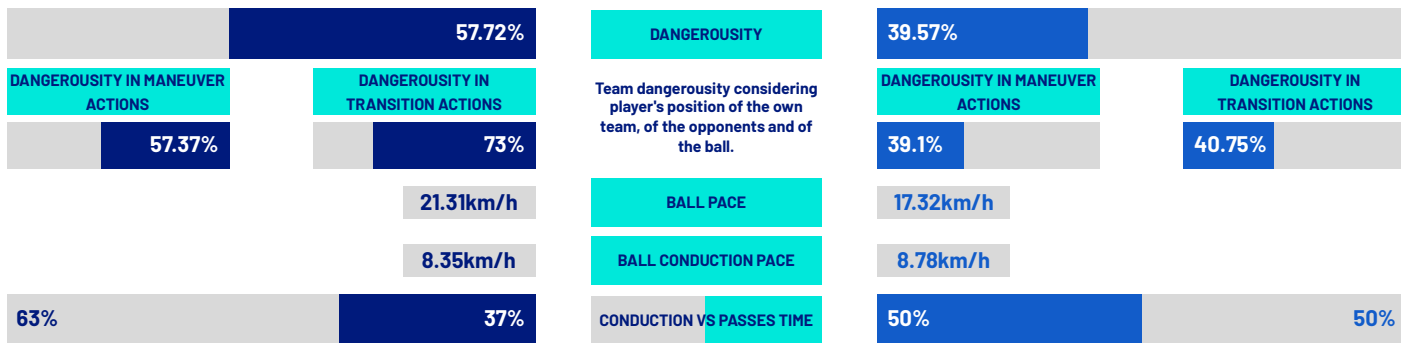 57.72%
DANGEROUSITY
39.57%
DANGEROUSITY IN MANEUVER
ACTIONS
DANGEROUSITY IN
TRANSITION ACTIONS
Team dangerousity considering
player's position of the own
team, of the opponents and of
the ball.
DANGEROUSITY IN MANEUVER
ACTIONS
DANGEROUSITY IN
TRANSITION ACTIONS
57.37%
73%
39.1%
40.75%
21.31km/h
BALL PACE
17.32km/h
8.35km/h
BALL CONDUCTION PACE
8.78km/h
63%
37%
CONDUCTION VS PASSES TIME
50%
50%